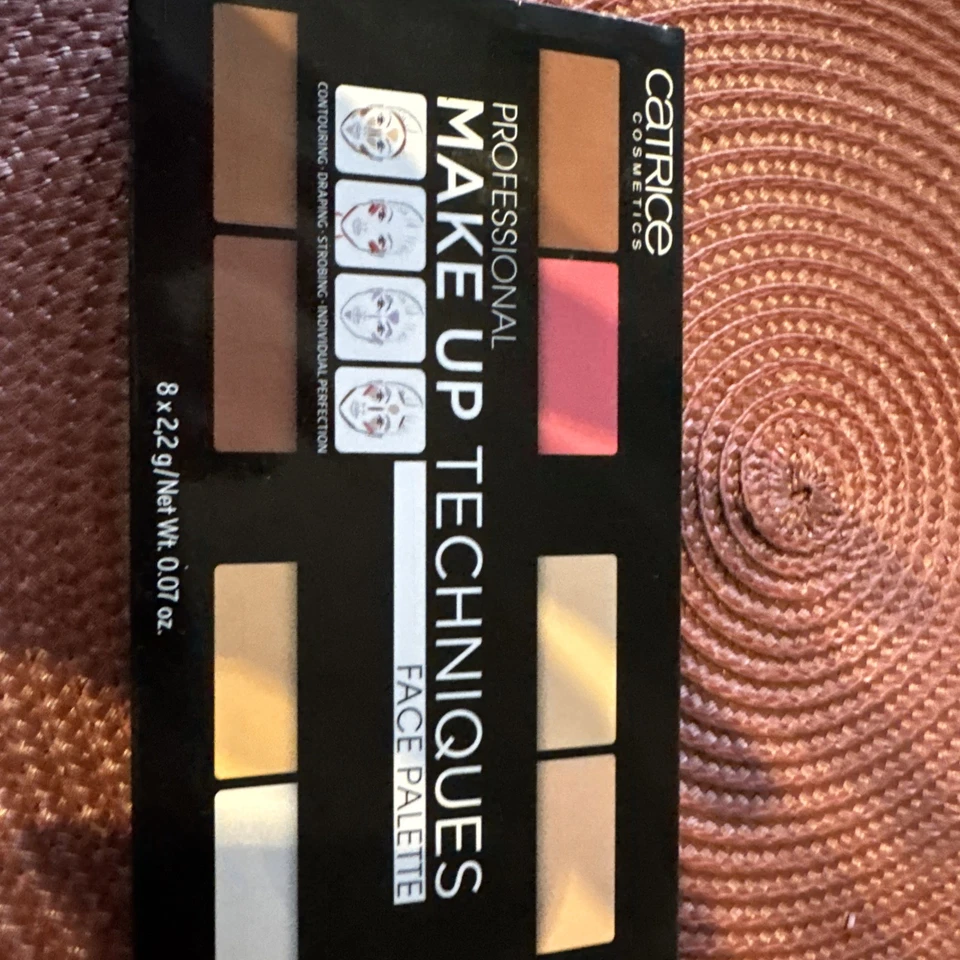 CATRICE
COSMETICS
PROFESSIONAL
MAKE UP TECHNIQUES
FACE PALETTE
CONTOURING · DRAPING · STROBING · INDIVIDUAL PERFECTION
8 x 2,2 g/Net Wt. 0.07 oz.